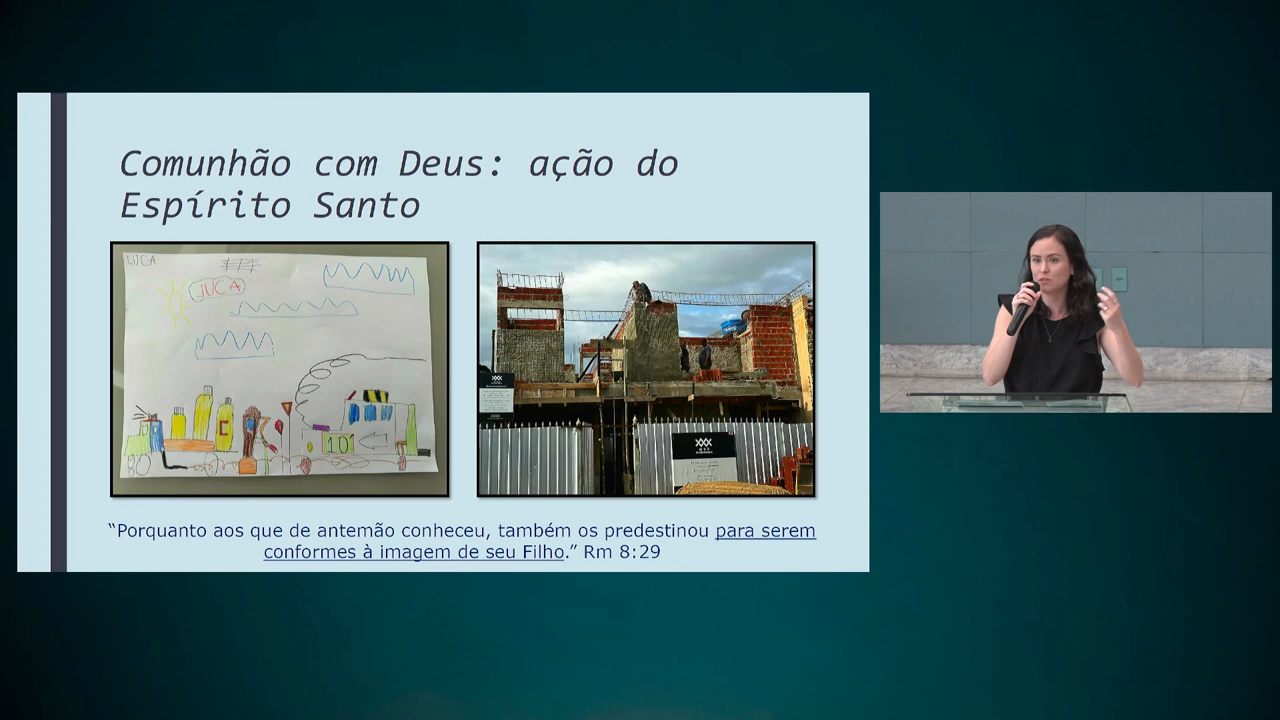 Comunhão com Deus: ação do
Espírito Santo
LUCA
JUCA
101
“Porquanto aos que de antemão conheceu, também os predestinou para serem
conformes à imagem de seu Filho.” Rm 8:29